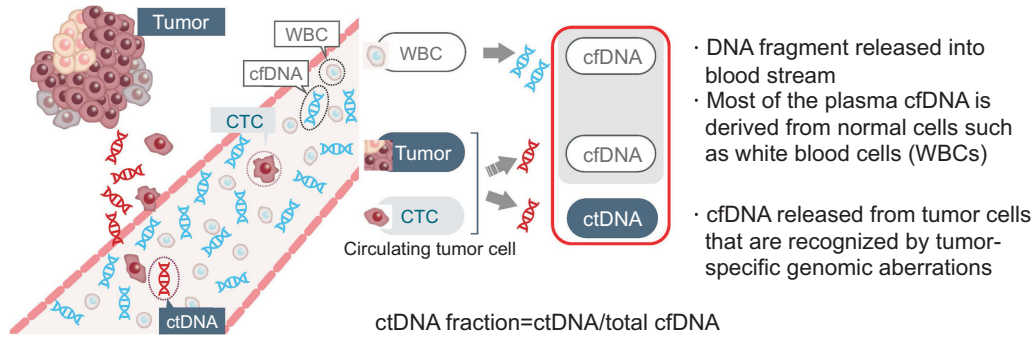 Tumor
WBC
cfDNA
CTC
ctDNA
WBC
cfDNA
Tumor
cfDNA
CTC
ctDNA
Circulating tumor cell
· DNA fragment released into
blood stream
· Most of the plasma cfDNA is
derived from normal cells such
as white blood cells (WBCs)
· cfDNA released from tumor cells
that are recognized by tumor-
specific genomic aberrations
ctDNA fraction=ctDNA/total cfDNA